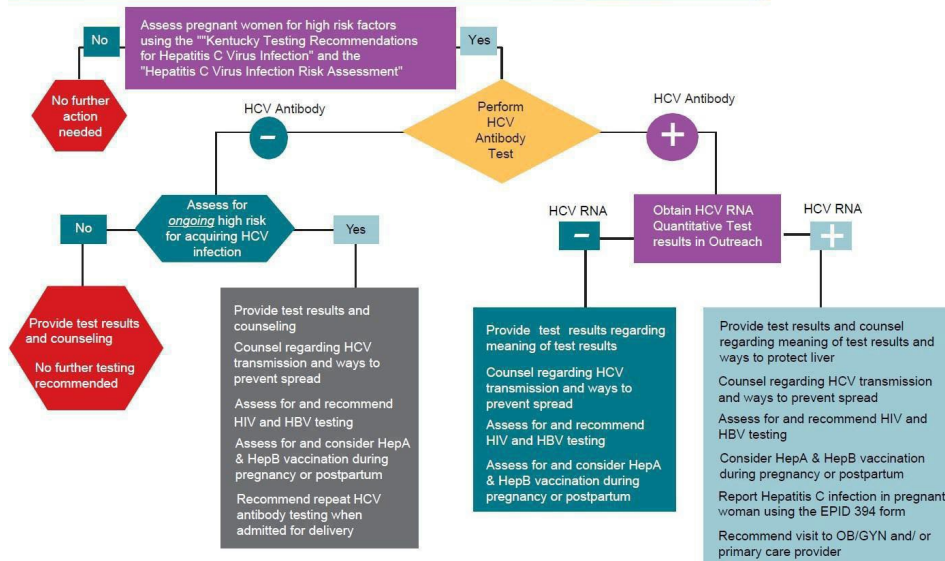 Assess pregnant women for high risk factors
using the ""Kentucky Testing Recommendations
for Hepatitis C Virus Infection" and the
"Hepatitis C Virus Infection Risk Assessment"
No
Yes
No further
action
needed
HCV Antibody
−
Perform
HCV
Antibody
Test
HCV Antibody
+
No
Assess for
ongoing high risk
for acquiring HCV
infection
Yes
HCV RNA
−
Obtain HCV RNA
Quantitative Test
results in Outreach
HCV RNA
+
Provide test results
and counseling
No further testing
recommended
Provide test results and
counseling
Counsel regarding HCV
transmission and ways to
prevent spread
Assess for and recommend
HIV and HBV testing
Assess for and consider HepA
& HepB vaccination during
pregnancy or postpartum
Recommend repeat HCV
antibody testing when
admitted for delivery
Provide test results regarding
meaning of test results
Counsel regarding HCV
transmission and ways to
prevent spread
Assess for and recommend
HIV and HBV testing
Assess for and consider HepA
& HepB vaccination during
pregnancy or postpartum
Provide test results and counsel
regarding meaning of test results and
ways to protect liver
Counsel regarding HCV transmission
and ways to prevent spread
Assess for and recommend HIV and
HBV testing
Consider HepA & HepB vaccination
during pregnancy or postpartum
Report Hepatitis C infection in pregnant
woman using the EPID 394 form
Recommend visit to OB/GYN and/ or
primary care provider